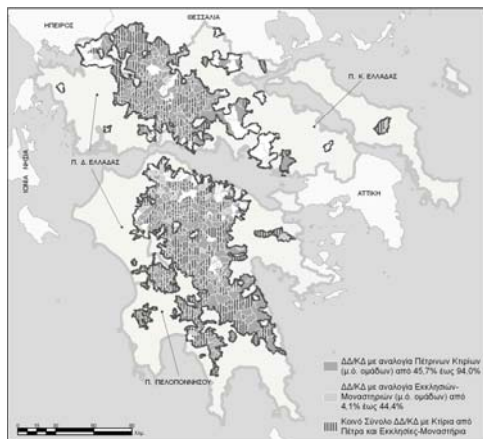 ΗΠΕΙΡΟΣ
ΘΕΣΣΑΛΙΑ
Π. Κ. ΕΛΛΑΔΑΣ
Π. Δ. ΕΛΛΑΔΑΣ
ΙΟΝΙΑ ΝΗΣΙΑ
ΑΤΤΙΚΗ
Π. ΠΕΛΟΠΟΝΝΗΣΟΥ
ΔΔ/ΚΔ με αναλογία Πέτρινων Κτηρίων
(μ.ό. ομάδων) από 45,7% έως 94,0%
ΔΔ/ΚΔ με αναλογία Εκκλησιών-
Μοναστηριών (μ.ό. ομάδων) από
4,1% έως 44,4%
Κοινό Σύνολο ΔΔ/ΚΔ με Κτίρια από
Πέτρα και Εκκλησίες-Μοναστήρια